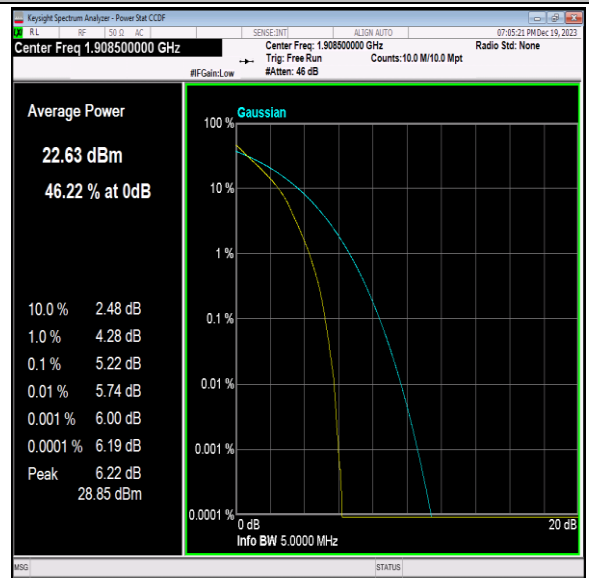 Keysight Spectrum Analyzer - Power Stat CCDF
RL RF 50 Ω AC SENSE:INT ALIGN AUTO 07:05:21 PM Dec 19, 2023
Center Freq 1.908500000 GHz
Center Freq: 1.908500000 GHz Radio Std: None
Trig: Free Run Counts:10.0 M/10.0 Mpt
#IFGain:Low #Atten: 46 dB
Average Power
22.63 dBm
46.22 % at 0dB
10.0 % 2.48 dB
1.0 % 4.28 dB
0.1 % 5.22 dB
0.01 % 5.74 dB
0.001 % 6.00 dB
0.0001 % 6.19 dB
Peak 6.22 dB
28.85 dBm
Gaussian
100 %
10 %
1 %
0.1 %
0.01 %
0.001 %
0.0001 %
0 dB 20 dB
Info BW 5.0000 MHz
MSG STATUS